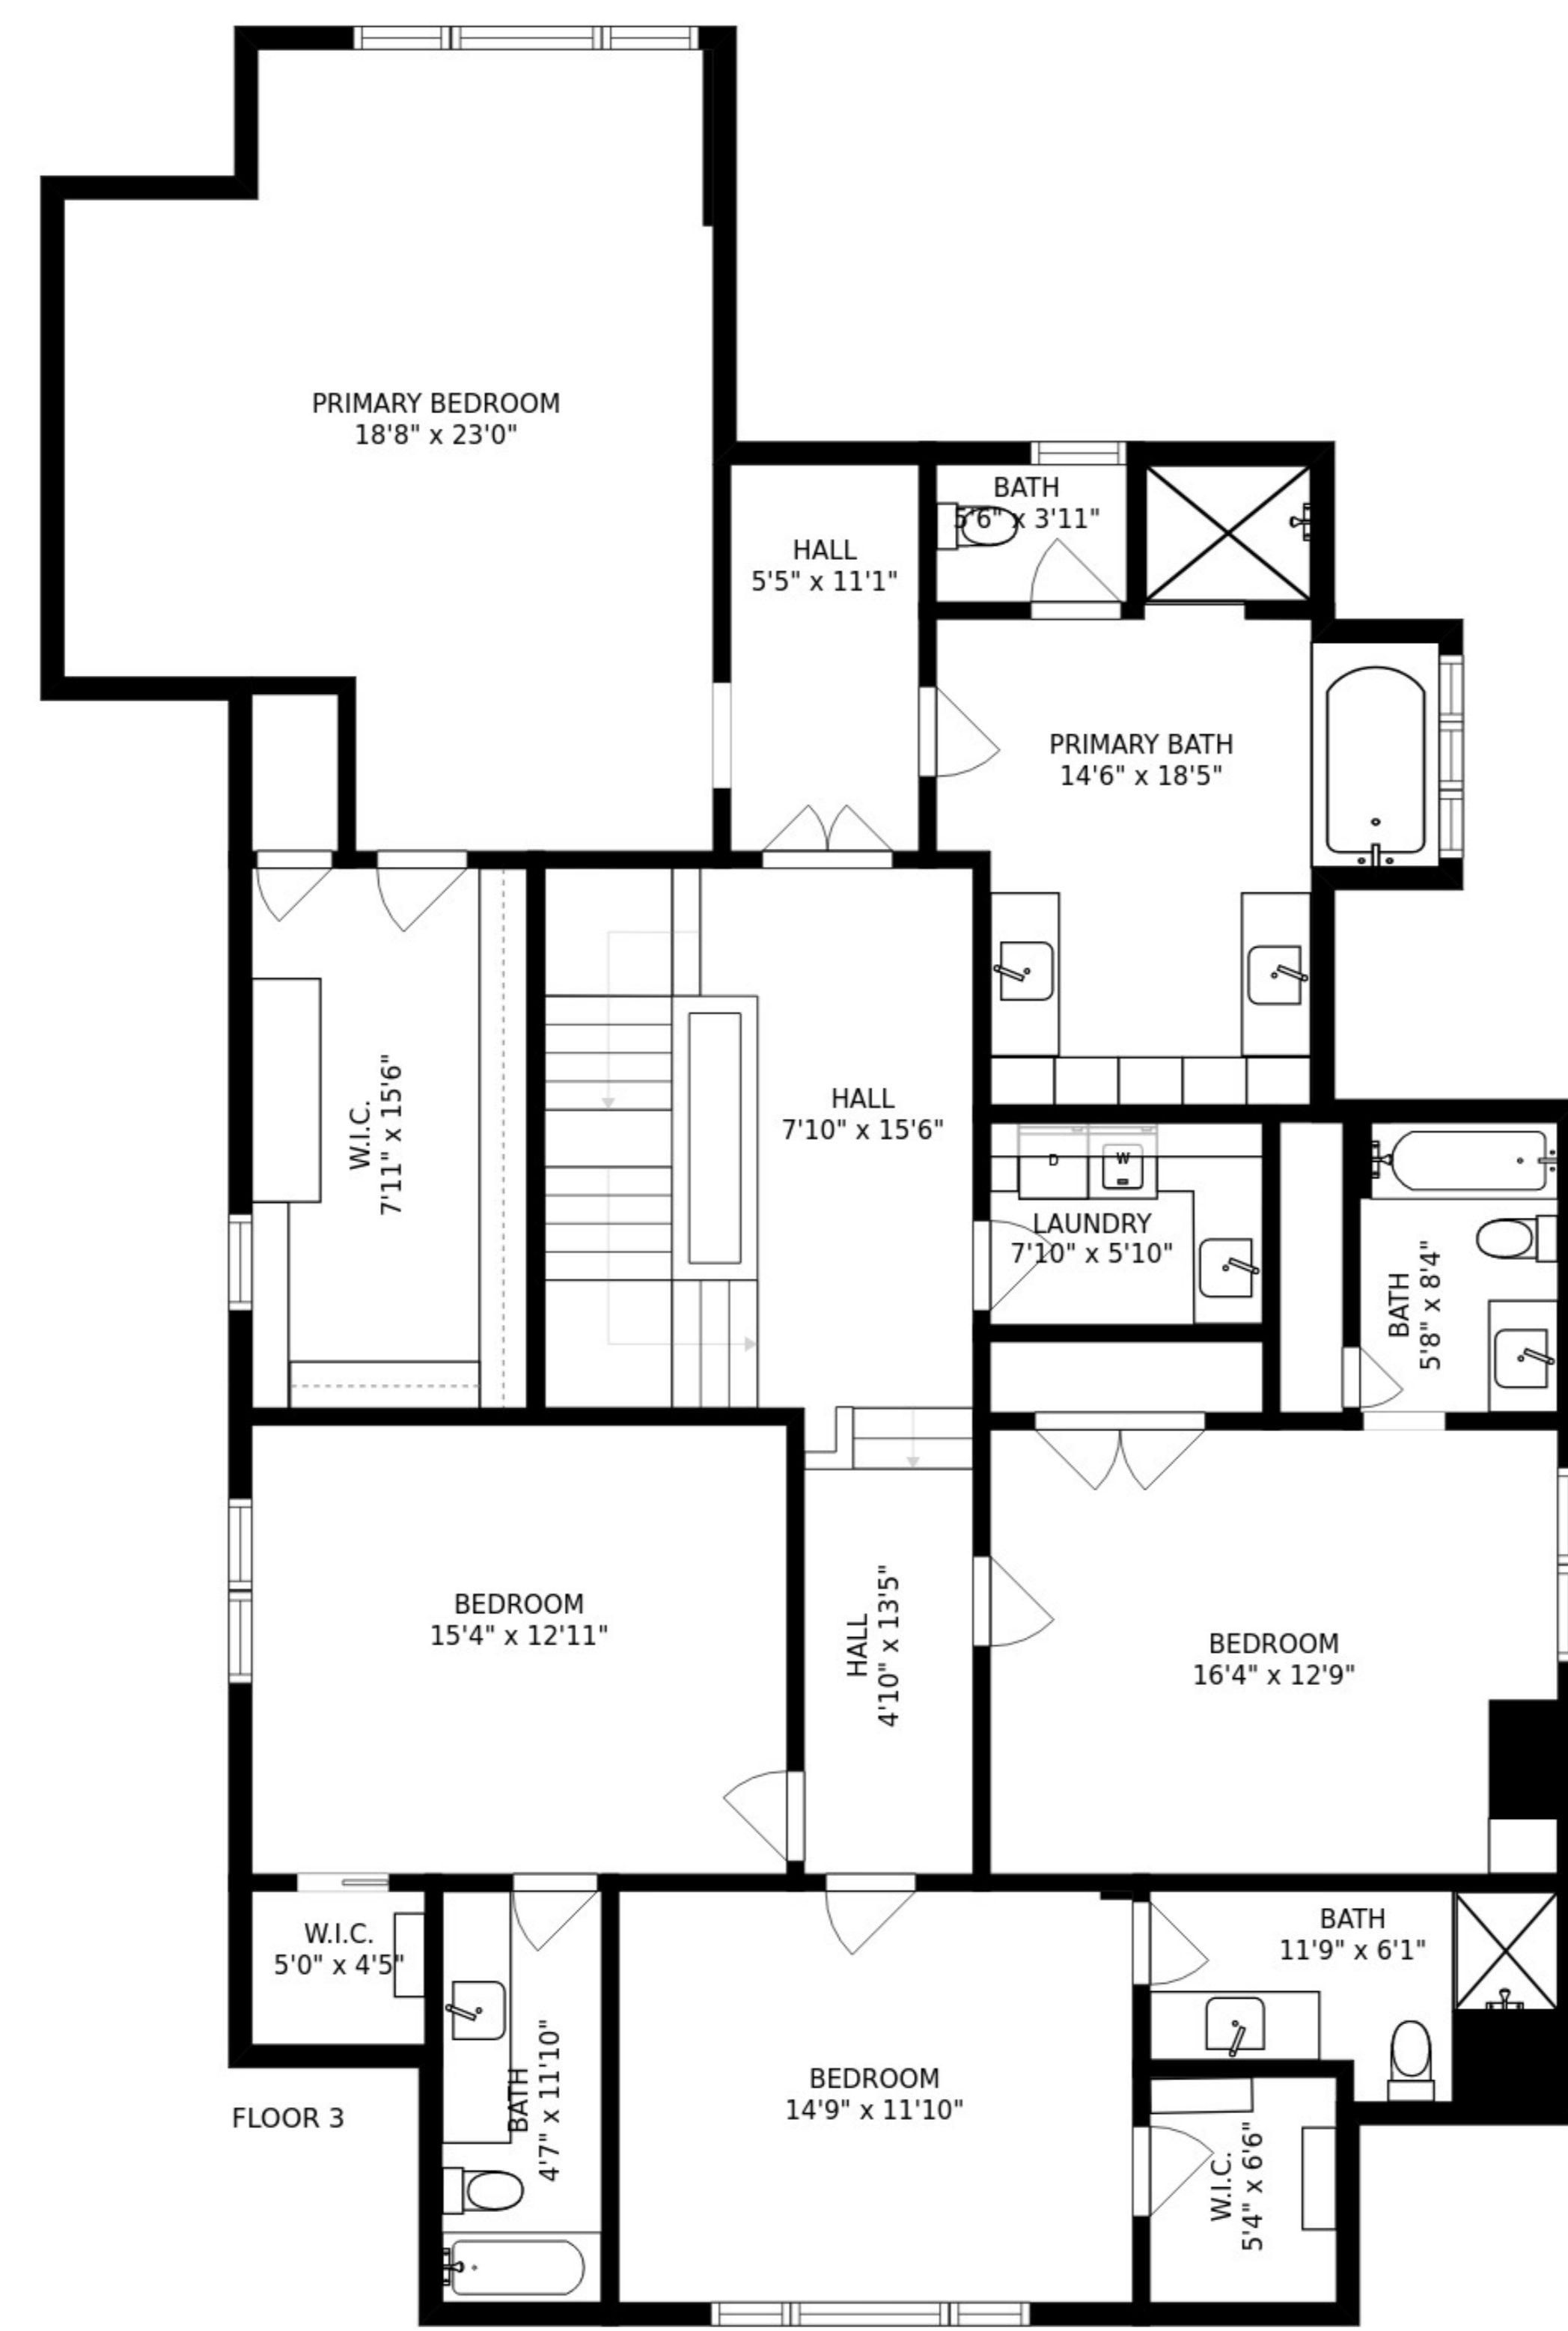 PRIMARY BEDROOM
18'8" x 23'0"
BATH
5'6" x 3'11"
HALL
5'5" x 11'1"
PRIMARY BATH
14'6" x 18'5"
W.I.C.
7'11" x 15'6"
HALL
7'10" x 15'6"
D
W
LAUNDRY
7'10" x 5'10"
BATH
5'8" x 8'4"
BEDROOM
15'4" x 12'11"
HALL
4'10" x 13'5"
BEDROOM
16'4" x 12'9"
W.I.C.
5'0" x 4'5"
BATH
11'9" x 6'1"
BATH
4'7" x 11'10"
BEDROOM
14'9" x 11'10"
W.I.C.
5'4" x 6'6"
FLOOR 3